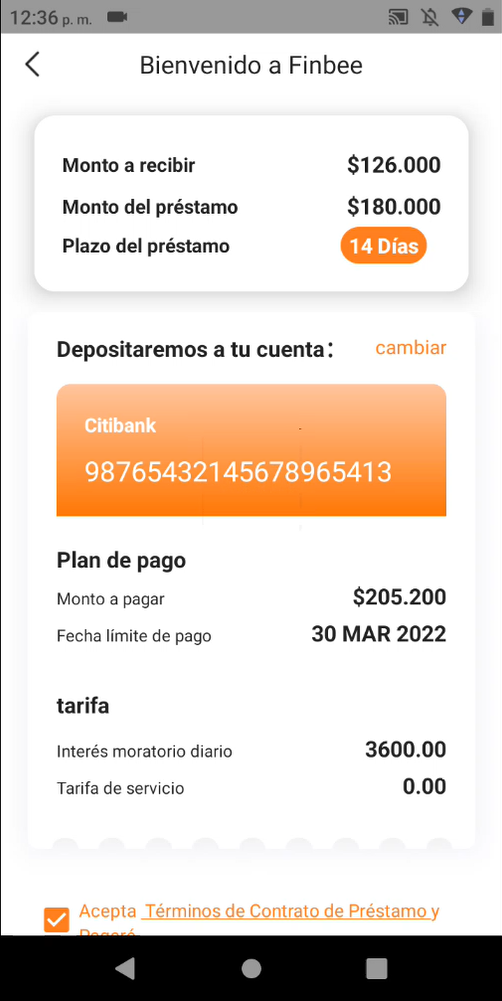 12:36 p. m.
Bienvenido a Finbee
Monto a recibir $126.000
Monto del préstamo $180.000
Plazo del préstamo 14 Días
Depositaremos a tu cuenta： cambiar
Citibank
98765432145678965413
Plan de pago
Monto a pagar $205.200
Fecha límite de pago 30 MAR 2022
tarifa
Interés moratorio diario 3600.00
Tarifa de servicio 0.00
Acepta Términos de Contrato de Préstamo y
Pagaré